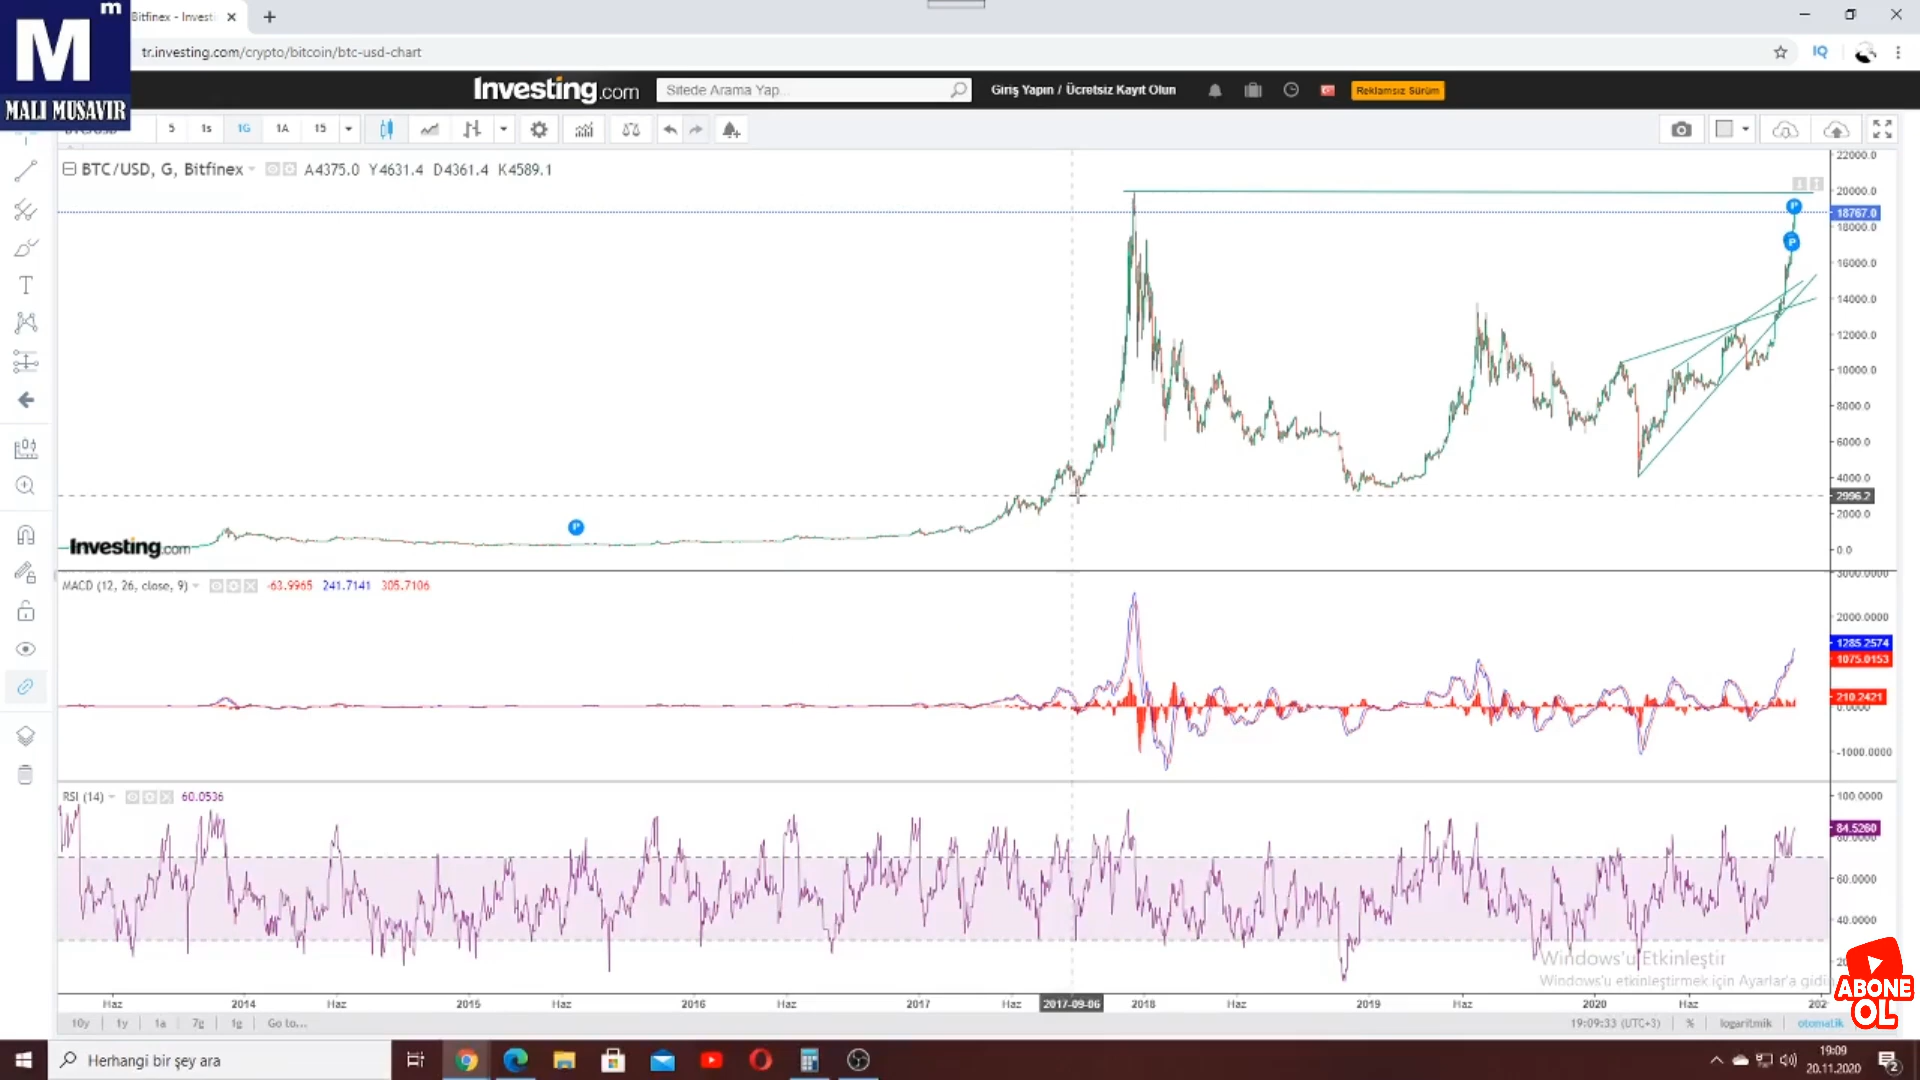 m
M
MALI MUSAVIR
Bitfinex - Investi
tr.investing.com/crypto/bitcoin/btc-usd-chart
IQ
Investing.com
Sitede Arama Yap...
Giriş Yapın / Ücretsiz Kayıt Olun
Reklamsız Sürüm
5 1s 1G 1A 15
BTC/USD, G, Bitfinex A4375.0 Y4631.4 D4361.4 K4589.1
22000.0
20000.0
P
18767.0
18000.0
P
16000.0
14000.0
12000.0
10000.0
8000.0
6000.0
4000.0
2996.2
2000.0
P
Investing.com
0.0
MACD (12, 26, close, 9) -63.9965 241.7141 305.7106
3000.0000
2000.0000
1285.2574
1075.0153
210.2421
0.0000
-1000.0000
RSI (14) 60.0536
100.0000
84.5260
80.0000
60.0000
40.0000
Windows'u Etkinleştir
Windows'u etkinleştirmek için Ayarlar'a gidin
ABONE
OL
Haz 2014 Haz 2015 Haz 2016 Haz 2017 Haz 2017-09-06 2018 Haz 2019 Haz 2020 Haz
10y 1y 1a 7g 1g Go to... 19:09:33 (UTC+3) % logaritmik otomatik
Herhangi bir şey ara
19:09
20.11.2020
2